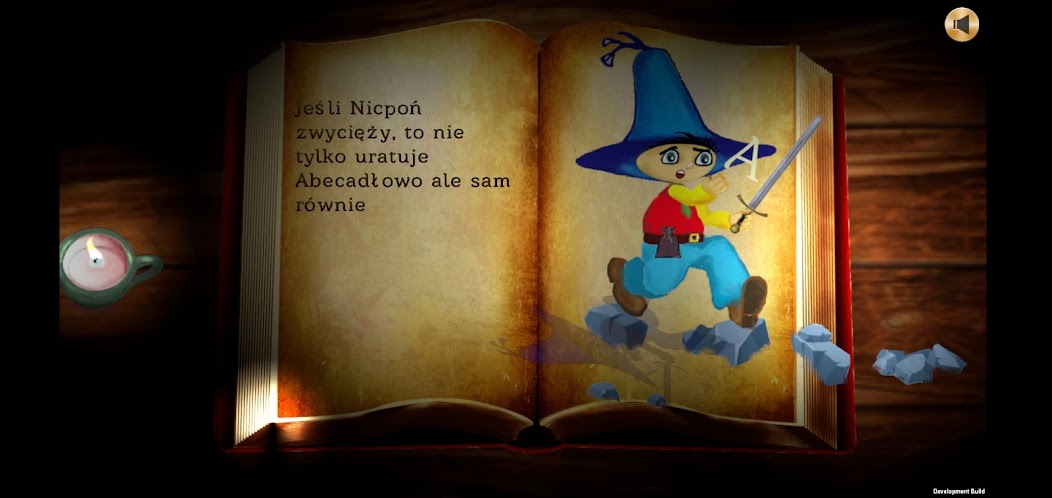 jeśli Nicpoń
zwycięży, to nie
tylko uratuje
Abecadłowo ale sam
równie
A
Development Build